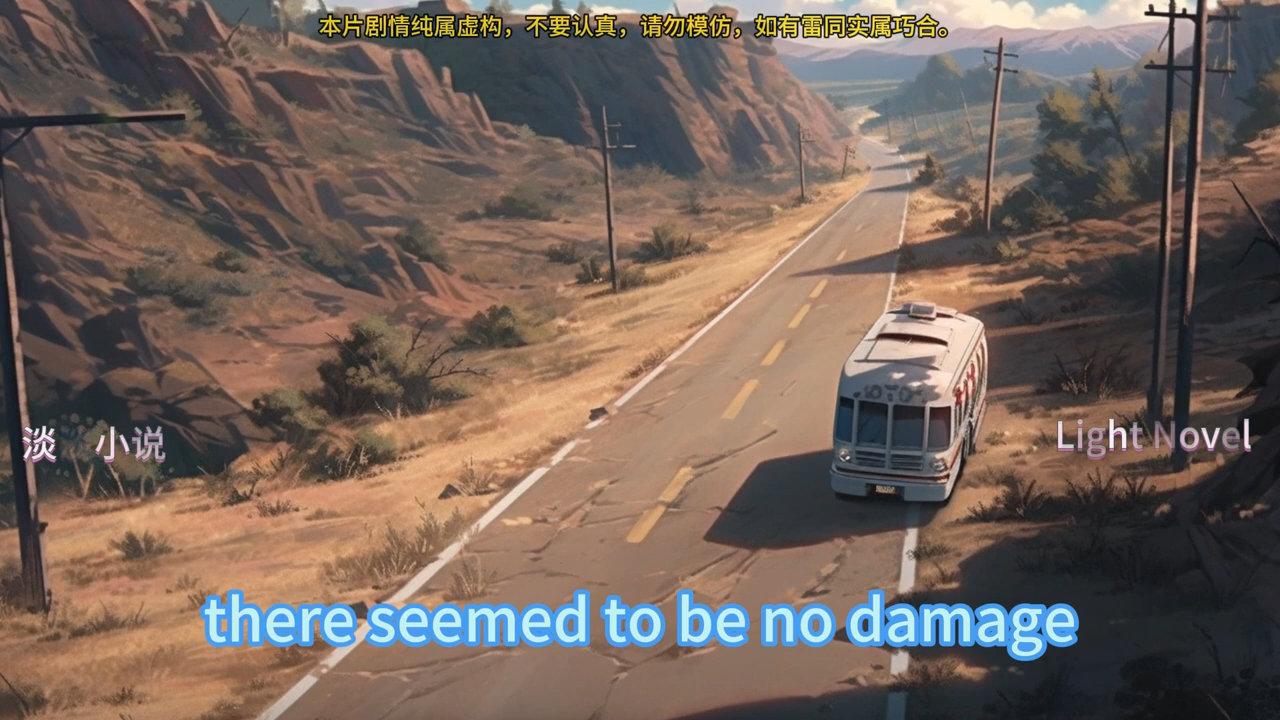 本片剧情纯属虚构，不要认真，请勿模仿，如有雷同实属巧合。
淡 小说
Light Novel
there seemed to be no damage